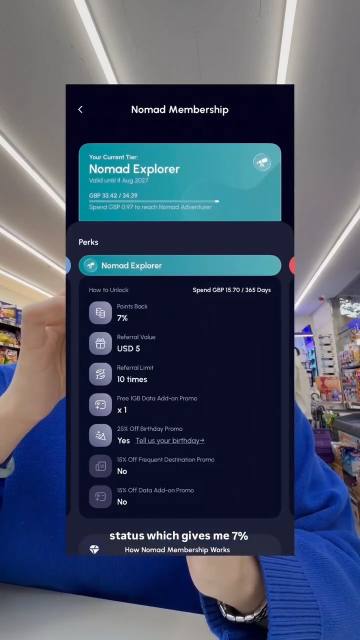 Nomad Membership
Your Current Tier:
Nomad Explorer
Valid until 4 Aug 2027
GBP 33.42 / 34.39
Spend GBP 0.97 to reach Nomad Adventurer
Perks
Nomad Explorer
How to Unlock
Spend GBP 15.70 / 365 Days
Points Back
7%
Referral Value
USD 5
Referral Limit
10 times
Free 1GB Data Add-on Promo
x 1
25% Off Birthday Promo
Yes Tell us your birthday→
15% Off Frequent Destination Promo
No
15% Off Data Add-on Promo
No
status which gives me 7%
How Nomad Membership Works